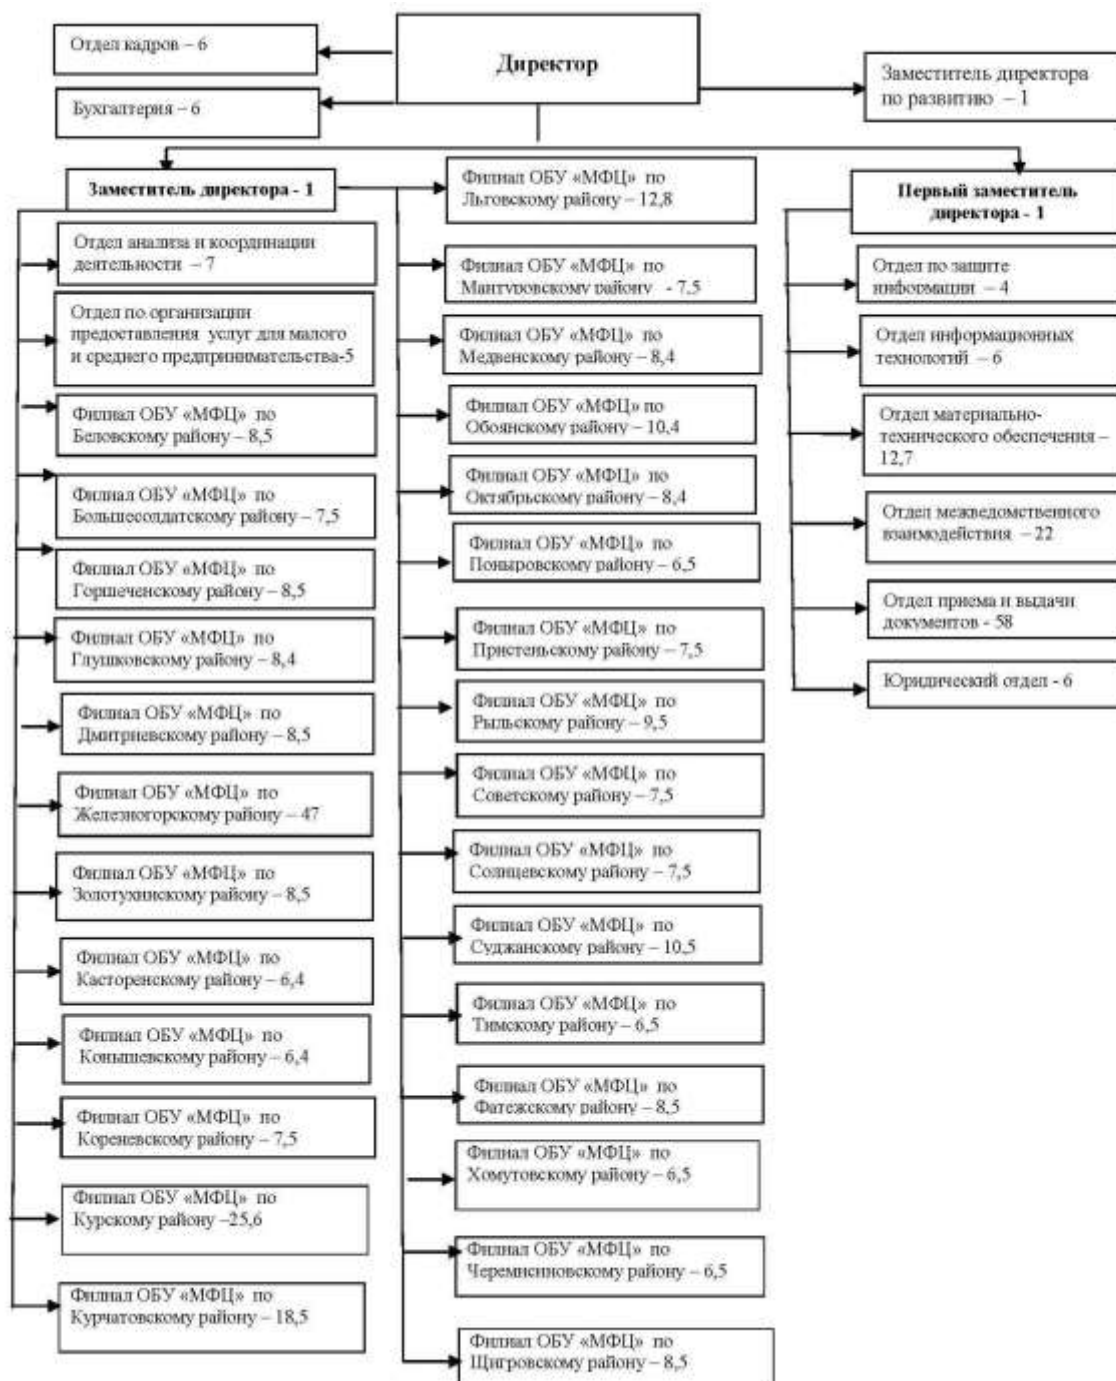 Директор
Отдел кадров – 6
Бухгалтерия – 6
Заместитель директора
по развитию – 1
Заместитель директора - 1
Отдел анализа и координации
деятельности – 7
Отдел по организации
предоставления услуг для малого
и среднего предпринимательства-5
Филиал ОБУ «МФЦ» по
Беловскому району – 8,5
Филиал ОБУ «МФЦ» по
Большесолдатскому району – 7,5
Филиал ОБУ «МФЦ» по
Горшеченскому району – 8,5
Филиал ОБУ «МФЦ» по
Глушковскому району – 8,4
Филиал ОБУ «МФЦ» по
Дмитриевскому району – 8,5
Филиал ОБУ «МФЦ» по
Железногорскому району – 47
Филиал ОБУ «МФЦ» по
Золотухинскому району – 8,5
Филиал ОБУ «МФЦ» по
Касторенскому району – 6,4
Филиал ОБУ «МФЦ» по
Конышевскому району – 6,4
Филиал ОБУ «МФЦ» по
Кореневскому району – 7,5
Филиал ОБУ «МФЦ» по
Курскому району –25,6
Филиал ОБУ «МФЦ» по
Курчатовскому району – 18,5
Филиал ОБУ «МФЦ» по
Льговскому району – 12,8
Филиал ОБУ «МФЦ» по
Мантуровскому району - 7,5
Филиал ОБУ «МФЦ» по
Медвенскому району – 8,4
Филиал ОБУ «МФЦ» по
Обоянскому району – 10,4
Филиал ОБУ «МФЦ» по
Октябрьскому району – 8,4
Филиал ОБУ «МФЦ» по
Поныровскому району – 6,5
Филиал ОБУ «МФЦ» по
Пристеньскому району – 7,5
Филиал ОБУ «МФЦ» по
Рыльскому району – 9,5
Филиал ОБУ «МФЦ» по
Советскому району – 7,5
Филиал ОБУ «МФЦ» по
Солнцевскому району – 7,5
Филиал ОБУ «МФЦ» по
Суджанскому району – 10,5
Филиал ОБУ «МФЦ» по
Тимскому району – 6,5
Филиал ОБУ «МФЦ» по
Фатежскому району – 8,5
Филиал ОБУ «МФЦ» по
Хомутовскому району – 6,5
Филиал ОБУ «МФЦ» по
Черемисиновскому району – 6,5
Филиал ОБУ «МФЦ» по
Щигровскому району – 8,5
Первый заместитель
директора - 1
Отдел по защите
информации – 4
Отдел информационных
технологий – 6
Отдел материально-
технического обеспечения –
12,7
Отдел межведомственного
взаимодействия – 22
Отдел приема и выдачи
документов - 58
Юридический отдел - 6